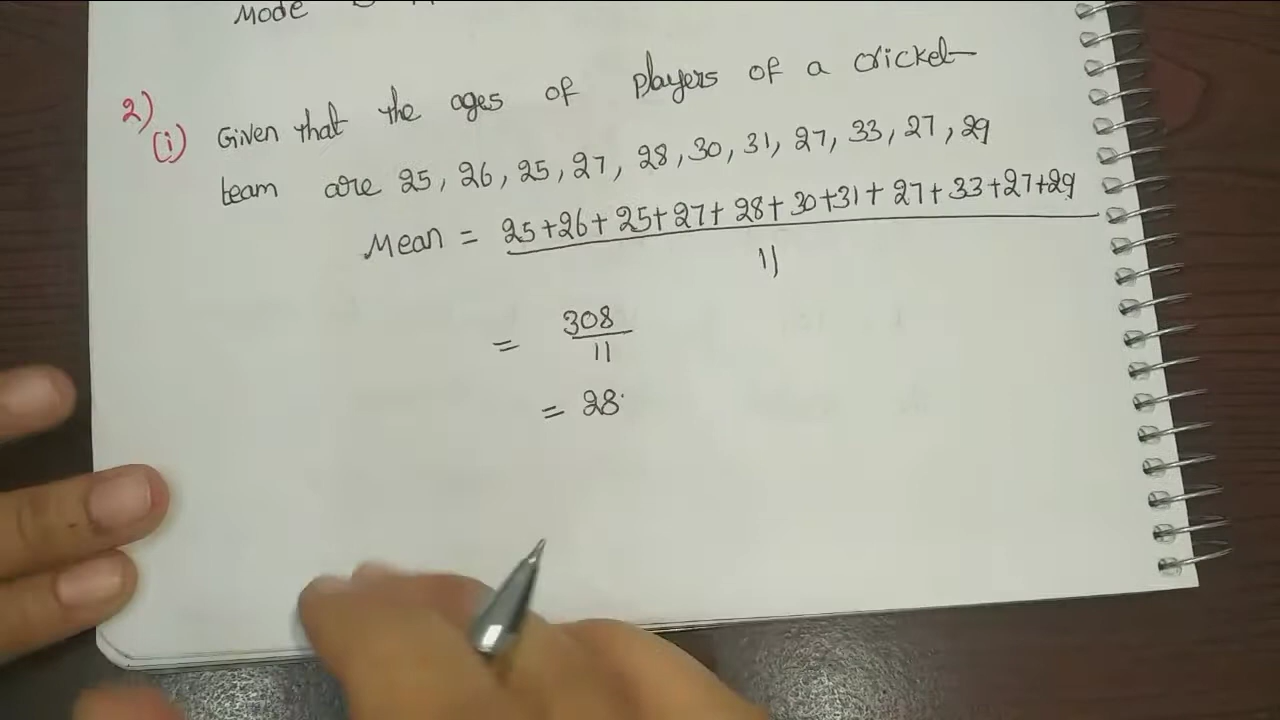 Mode
2)
(i) Given that the ages of players of a cricket
team are 25, 26, 25, 27, 28, 30, 31, 27, 33, 27, 29
Mean = 25+26+25+27+28+30+31+27+33+27+29
11
= 308
11
= 28